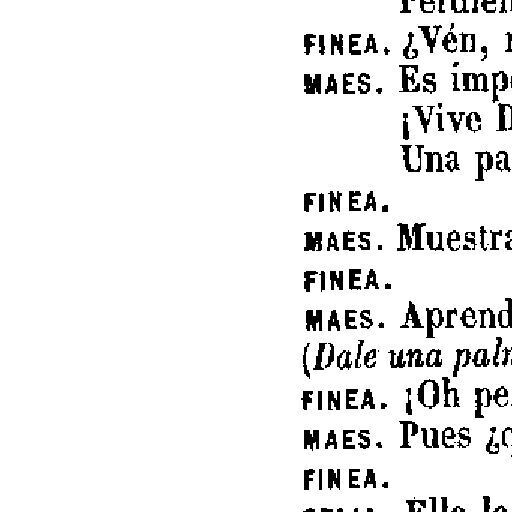 FINEA. ¿Vén,
MAES. Es imp
¡Vive D
Una pa
FINEA.
MAES. Muestra
FINEA.
MAES. Aprend
(Dale una palm
FINEA. ¡Oh pe
MAES. Pues ¿q
FINEA.